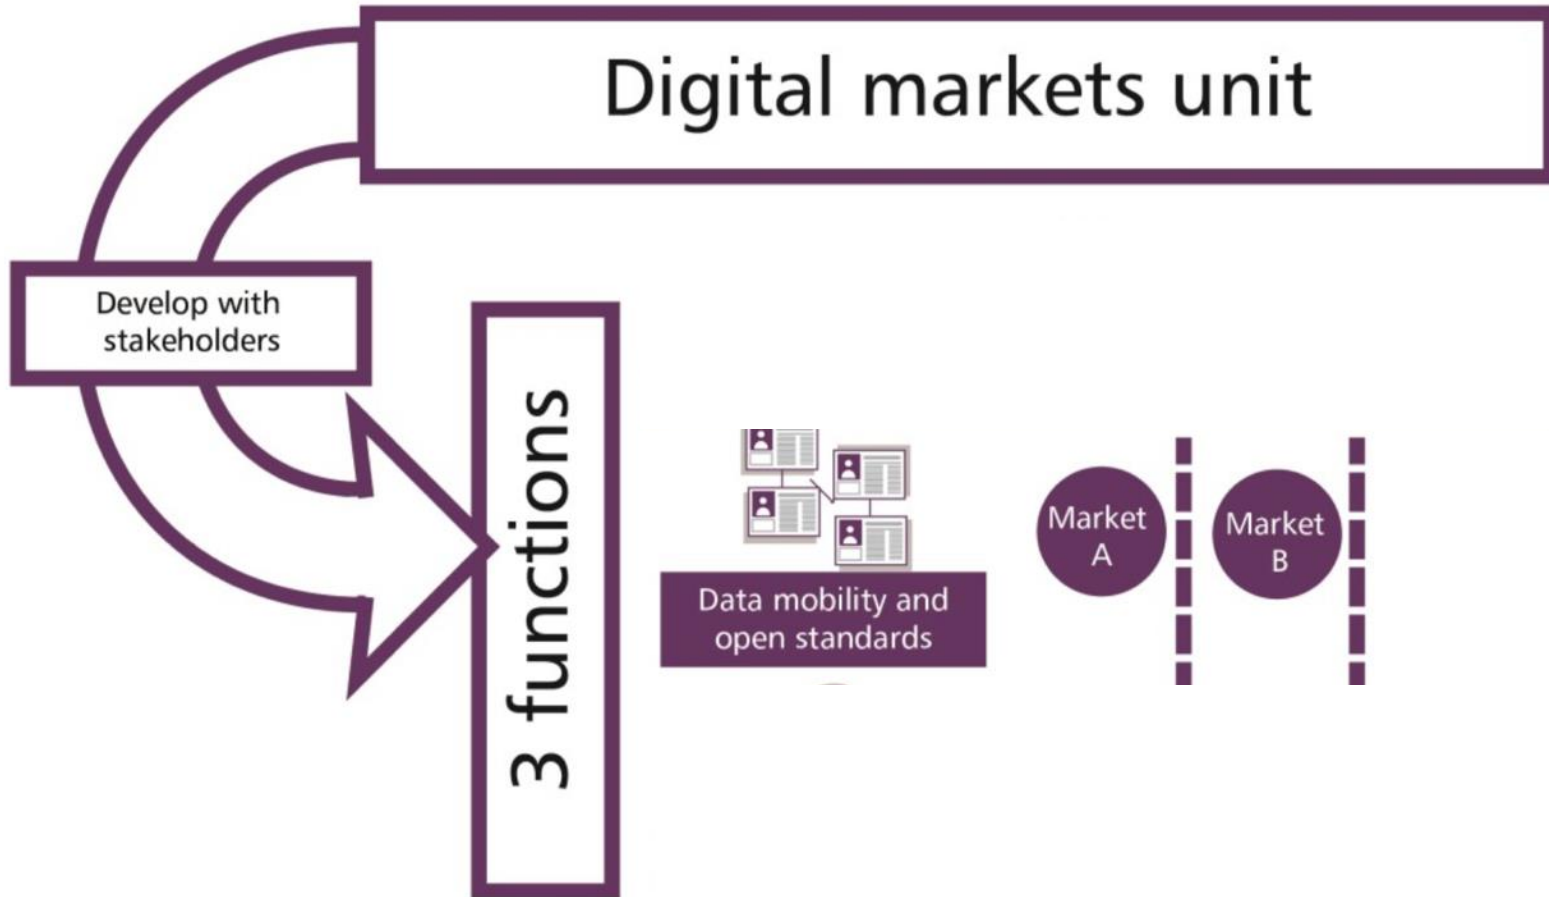 Digital markets unit
Develop with
stakeholders
3 functions
Data mobility and
open standards
Market
A
Market
B